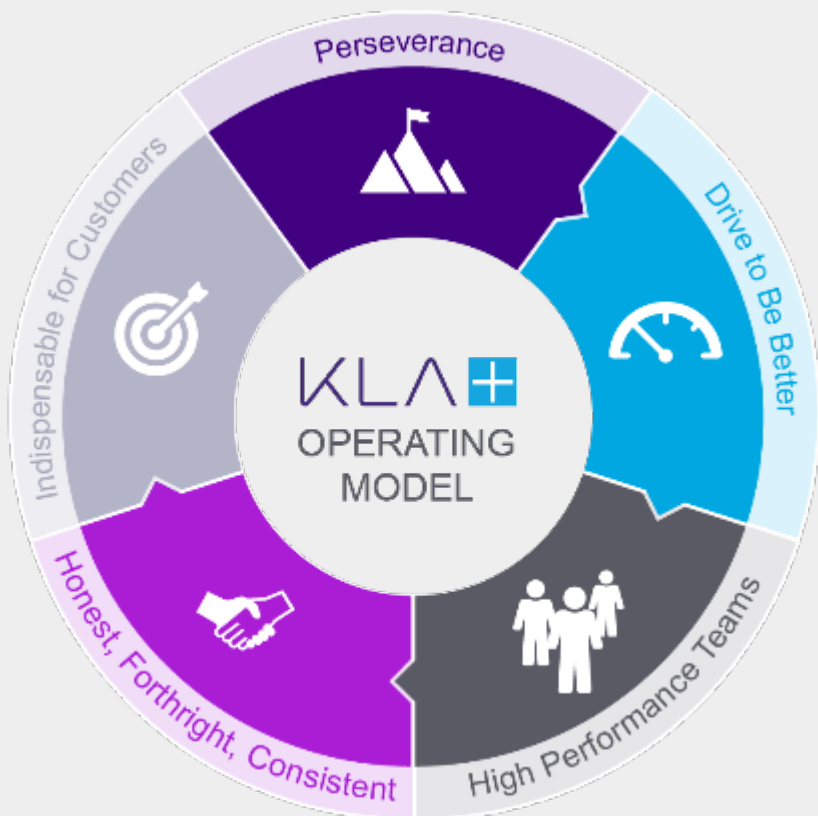 Perseverance
Drive to Be Better
High Performance Teams
Honest, Forthright, Consistent
Indispensable for Customers
KLA+
OPERATING
MODEL